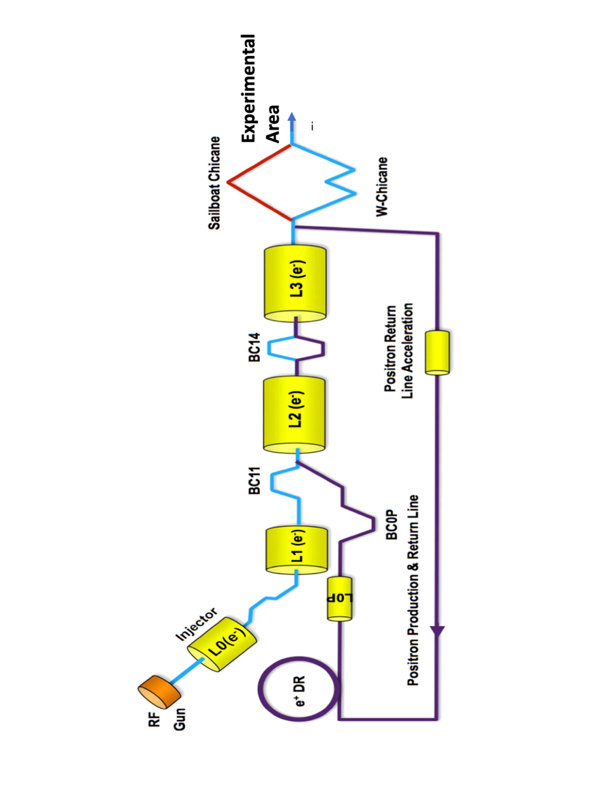 Experimental
Area
Sailboat Chicane
W-Chicane
L3 (e-)
BC14
Positron Return
Line Acceleration
L2 (e-)
BC11
BC0P
Positron Production & Return Line
L1 (e-)
L0P
Injector
L0(e-)
e+ DR
RF
Gun